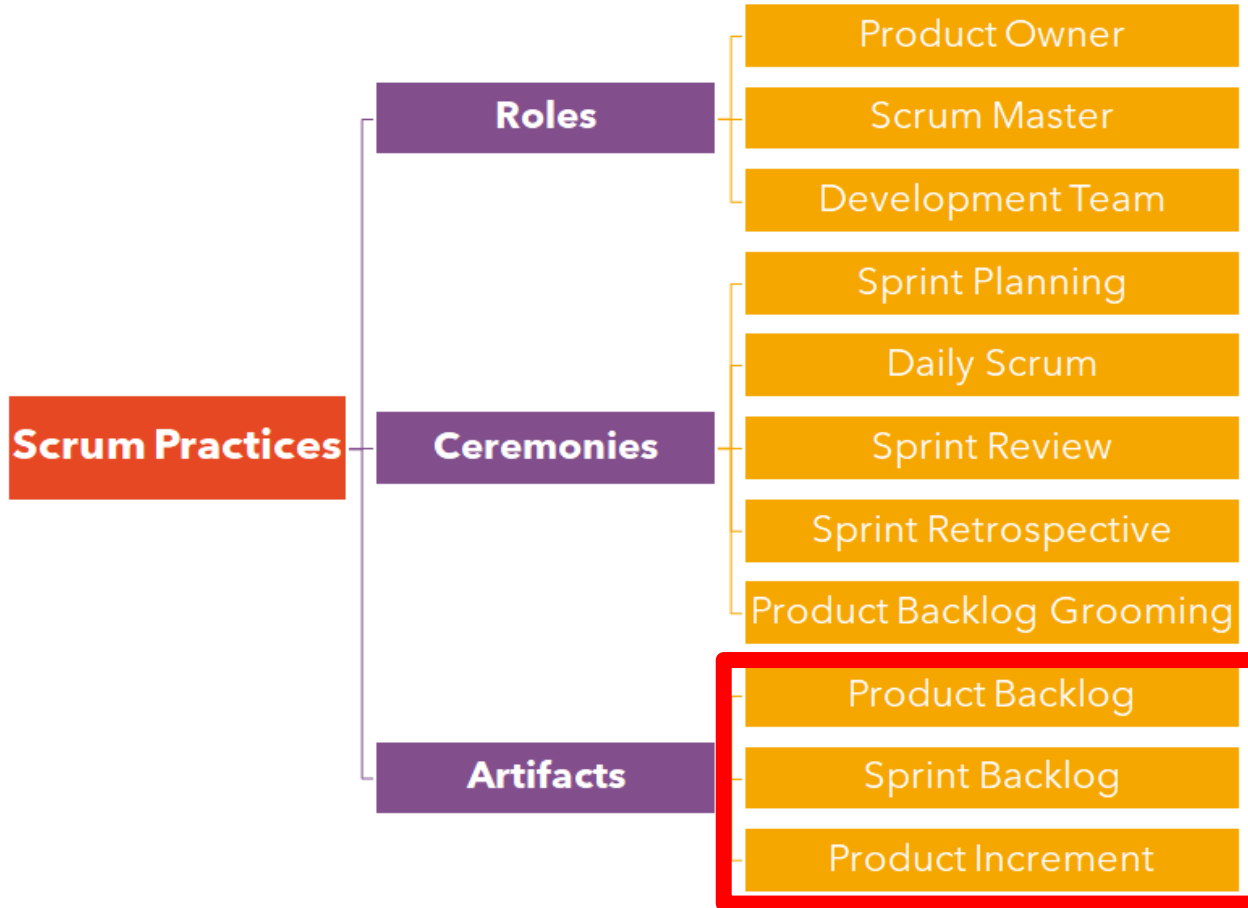 Scrum Practices
Roles
Product Owner
Scrum Master
Development Team
Ceremonies
Sprint Planning
Daily Scrum
Sprint Review
Sprint Retrospective
Product Backlog Grooming
Artifacts
Product Backlog
Sprint Backlog
Product Increment